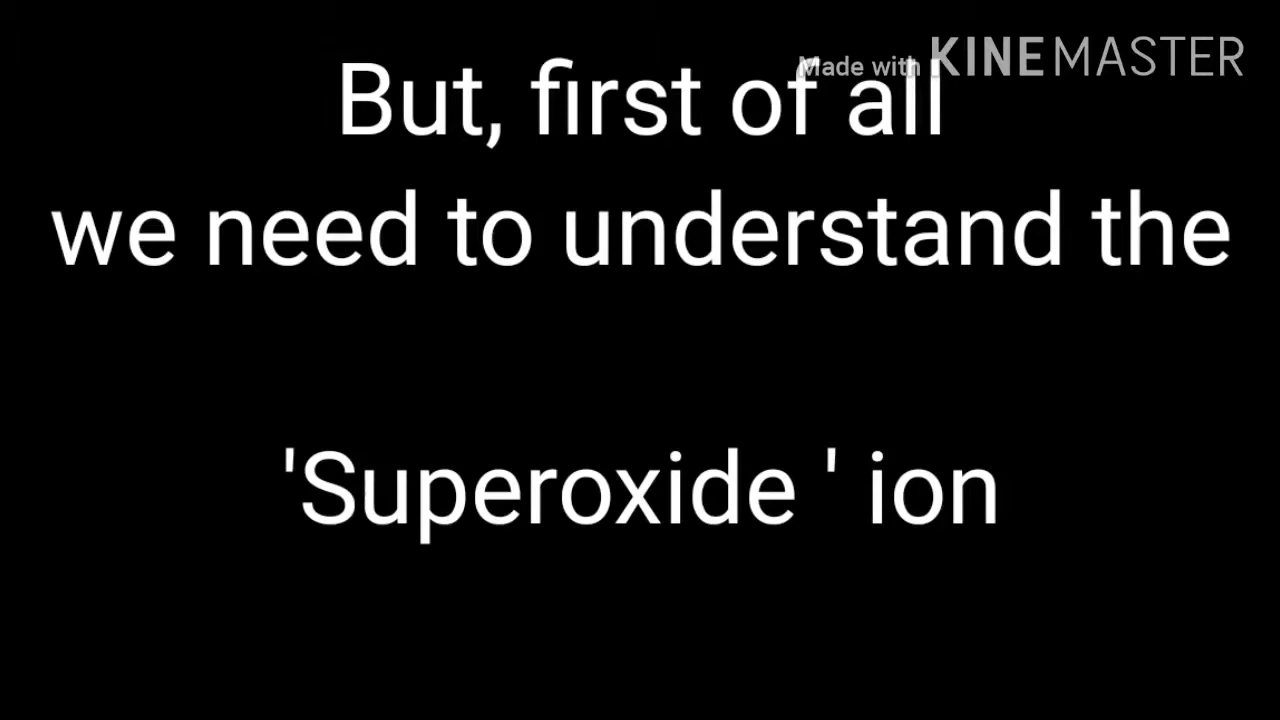 Made with KINEMASTER
But, first of all
we need to understand the
'Superoxide ' ion